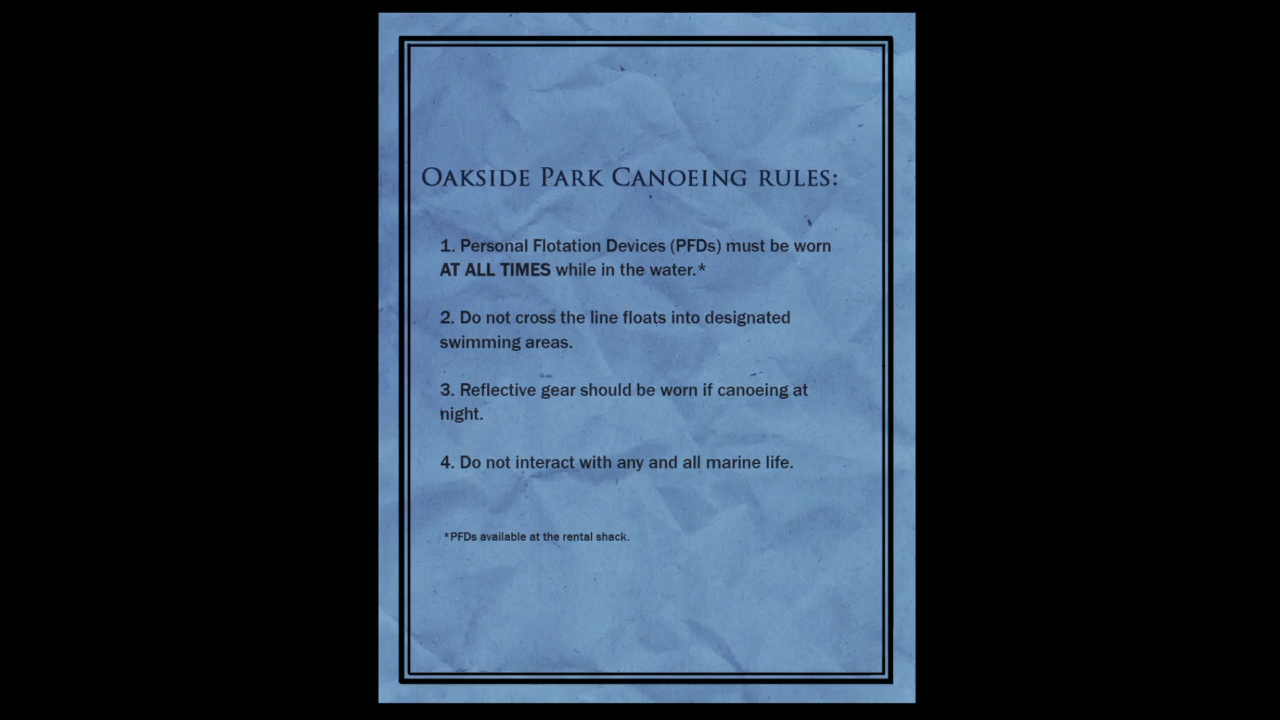 Oakside Park Canoeing rules:
1. Personal Flotation Devices (PFDs) must be worn
AT ALL TIMES while in the water.*
2. Do not cross the line floats into designated
swimming areas.
3. Reflective gear should be worn if canoeing at
night.
4. Do not interact with any and all marine life.
*PFDs available at the rental shack.